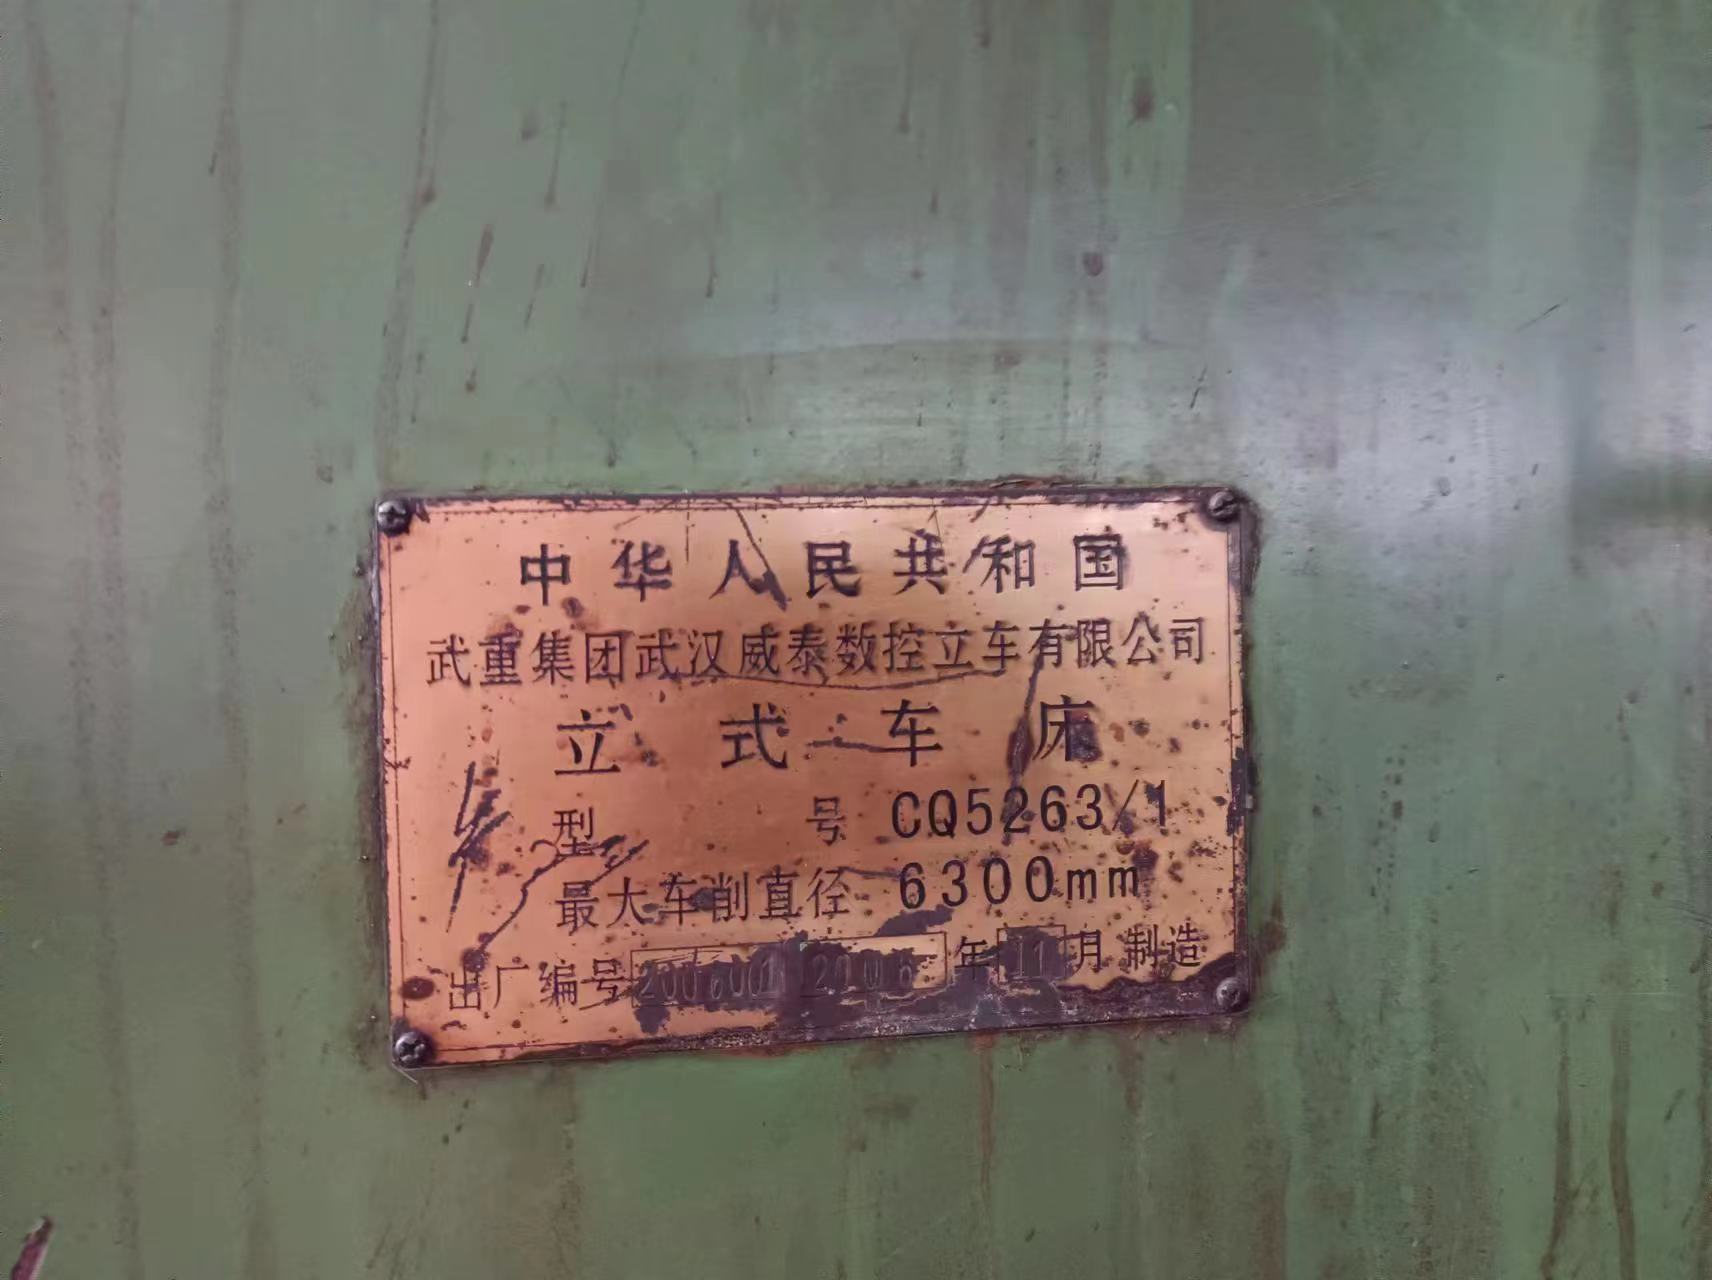 中华人民共和国
武重集团武汉威泰数控立车有限公司
立式车床
型号 CQ5263/1
最大车削直径 6300mm
出厂编号 200601 2006 年 11 月制造